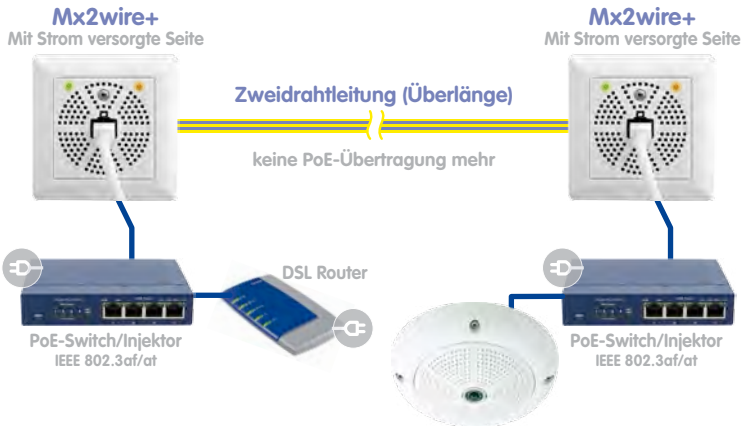 Mx2wire+
Mit Strom versorgte Seite
Mx2wire+
Mit Strom versorgte Seite
Zweidrahtleitung (Überlänge)
keine PoE-Übertragung mehr
DSL Router
PoE-Switch/Injektor
IEEE 802.3af/at
PoE-Switch/Injektor
IEEE 802.3af/at